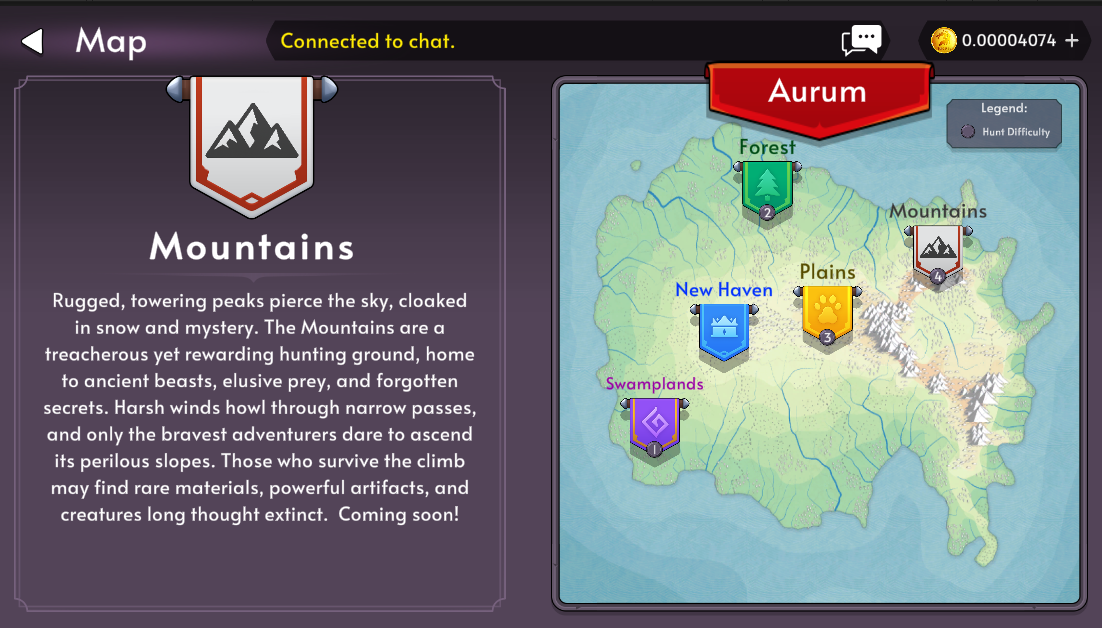 Map
Connected to chat.
0.00004074 +
Mountains
Rugged, towering peaks pierce the sky, cloaked
in snow and mystery. The Mountains are a
treacherous yet rewarding hunting ground, home
to ancient beasts, elusive prey, and forgotten
secrets. Harsh winds howl through narrow passes,
and only the bravest adventurers dare to ascend
its perilous slopes. Those who survive the climb
may find rare materials, powerful artifacts, and
creatures long thought extinct.  Coming soon!
Aurum
Legend:
Hunt Difficulty
Forest
2
Mountains
4
Plains
3
New Haven
Swamplands
1